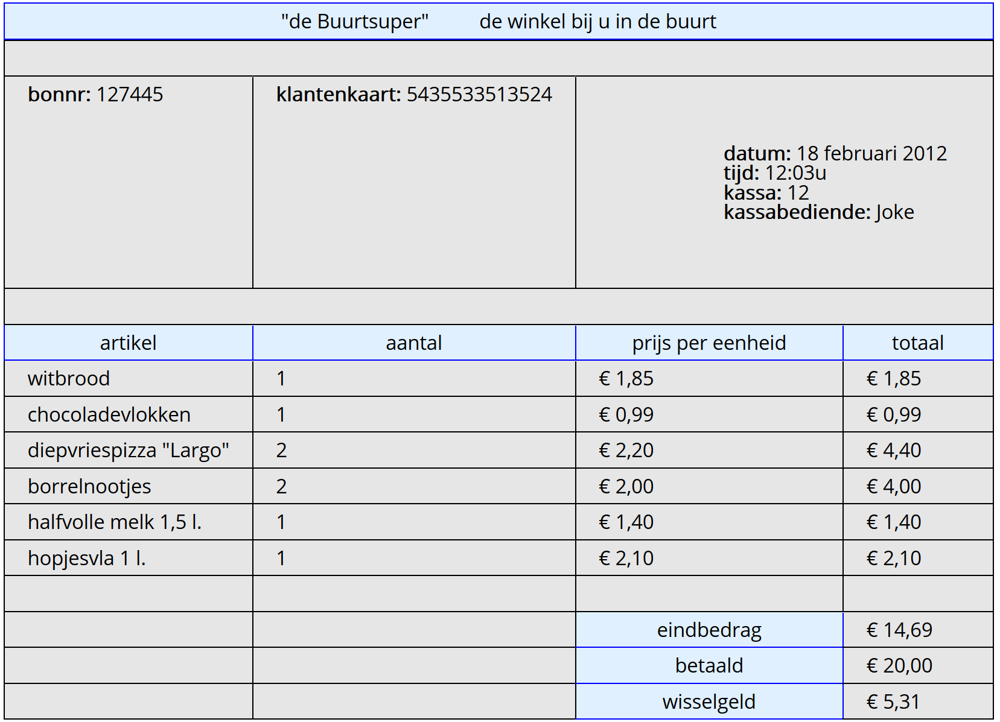 "de Buurtsuper" de winkel bij u in de buurt
bonnr: 127445
klantenkaart: 5435533513524
datum: 18 februari 2012
tijd: 12:03u
kassa: 12
kassabediende: Joke
artikel aantal prijs per eenheid totaal
witbrood 1 € 1,85 € 1,85
chocoladevlokken 1 € 0,99 € 0,99
diepvriespizza "Largo" 2 € 2,20 € 4,40
borrelnootjes 2 € 2,00 € 4,00
halfvolle melk 1,5 l. 1 € 1,40 € 1,40
hopjesvla 1 l. 1 € 2,10 € 2,10
eindbedrag € 14,69
betaald € 20,00
wisselgeld € 5,31